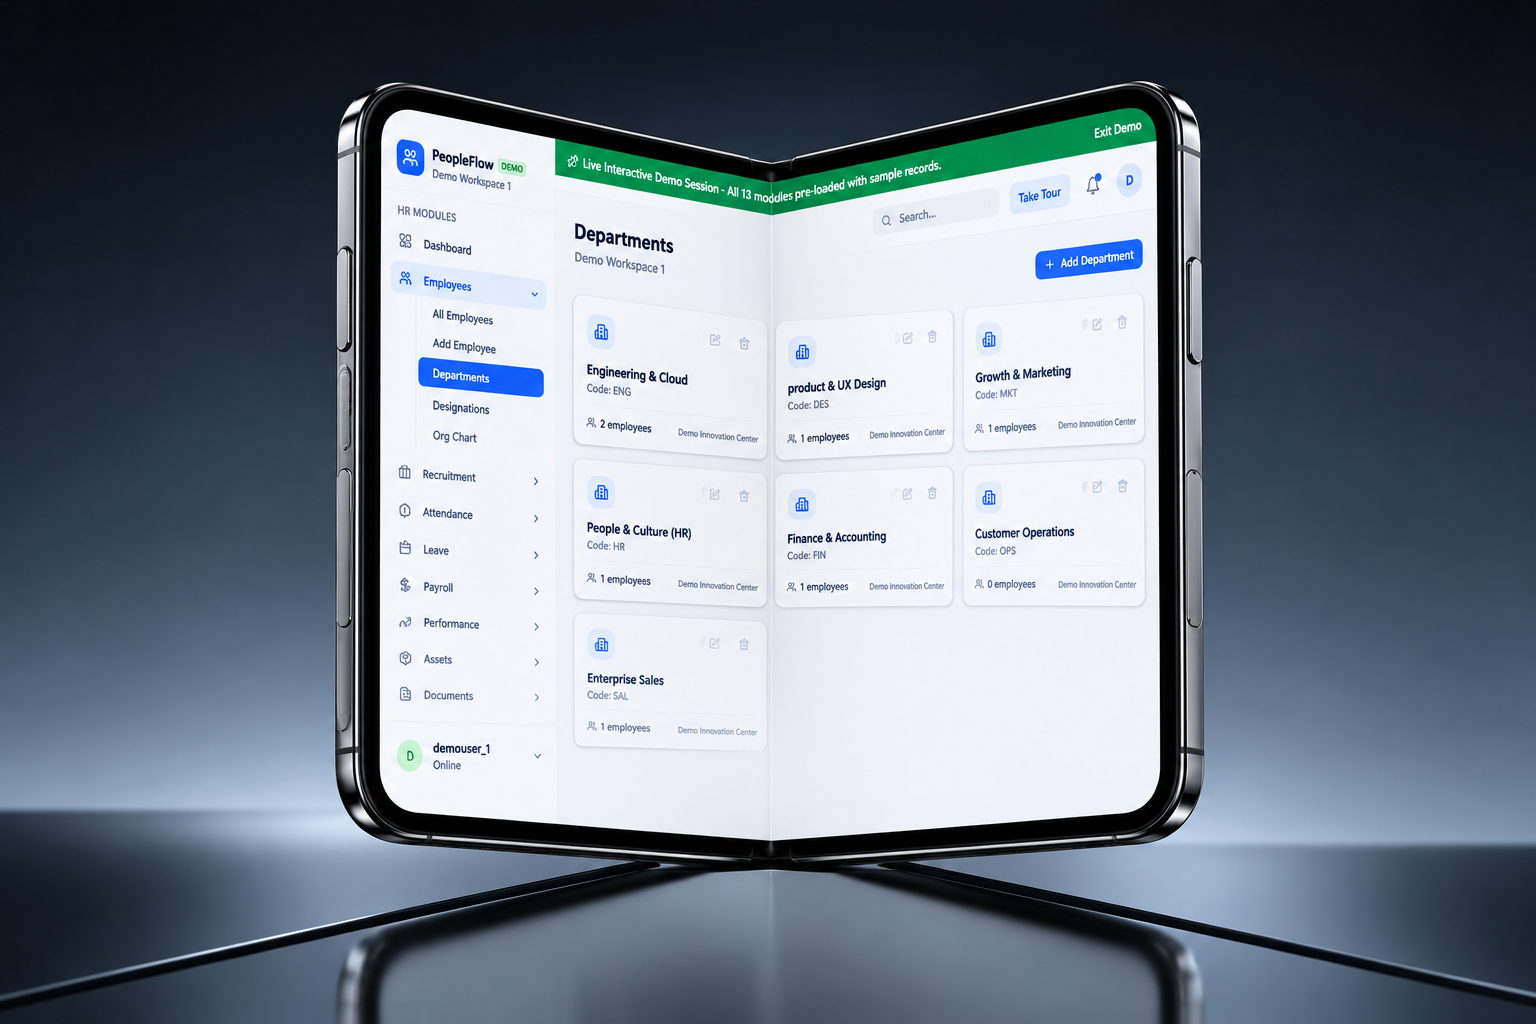 PeopleFlow DEMO
Demo Workspace 1
HR MODULES
Dashboard
Employees
All Employees
Add Employee
Departments
Designations
Org Chart
Recruitment
Attendance
Leave
Payroll
Performance
Assets
Documents
D
demouser_1
Online
Live Interactive Demo Session - All 13 modules pre-loaded with sample records.
Exit Demo
Search...
Take Tour
D
Departments
Demo Workspace 1
+ Add Department
Engineering & Cloud
Code: ENG
2 employees
Demo Innovation Center
product & UX Design
Code: DES
1 employees
Demo Innovation Center
Growth & Marketing
Code: MKT
1 employees
Demo Innovation Center
People & Culture (HR)
Code: HR
1 employees
Demo Innovation Center
Finance & Accounting
Code: FIN
1 employees
Demo Innovation Center
Customer Operations
Code: OPS
0 employees
Demo Innovation Center
Enterprise Sales
Code: SAL
1 employees
Demo Innovation Center